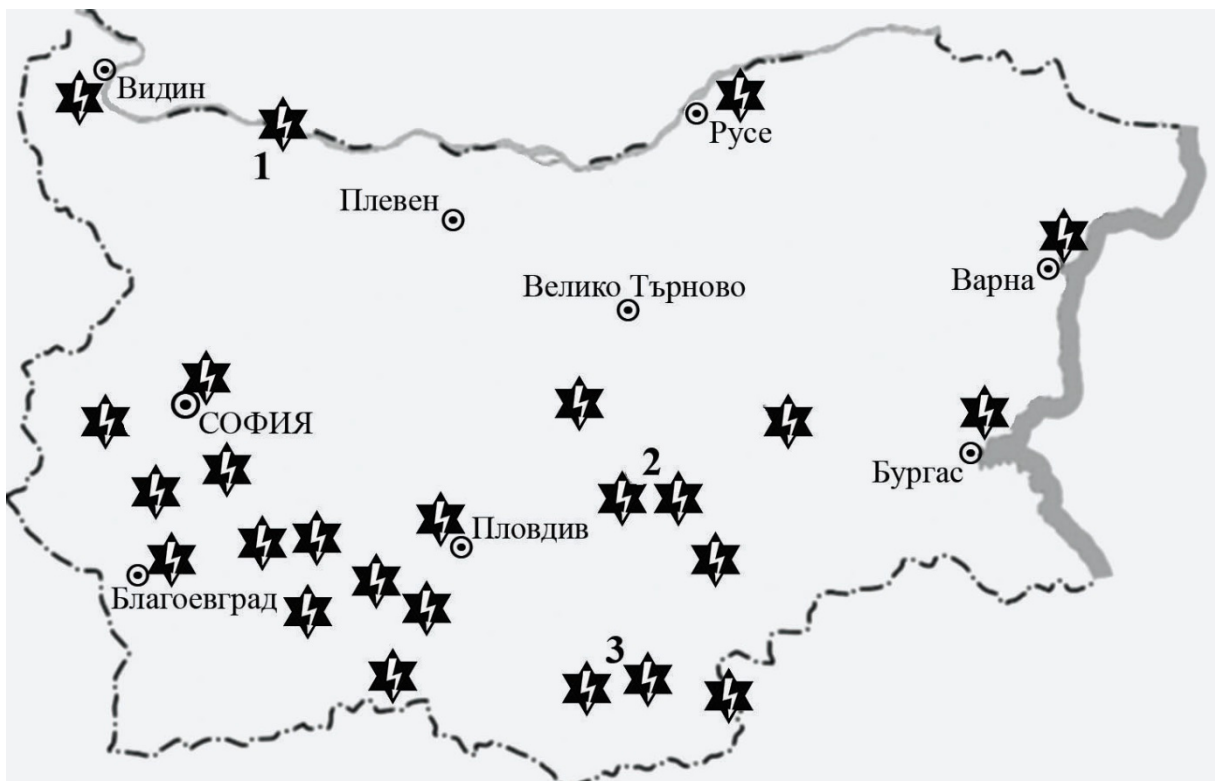 Видин
Русе
1
Плевен
Варна
Велико Търново
СОФИЯ
Бургас
2
Пловдив
Благоевград
3